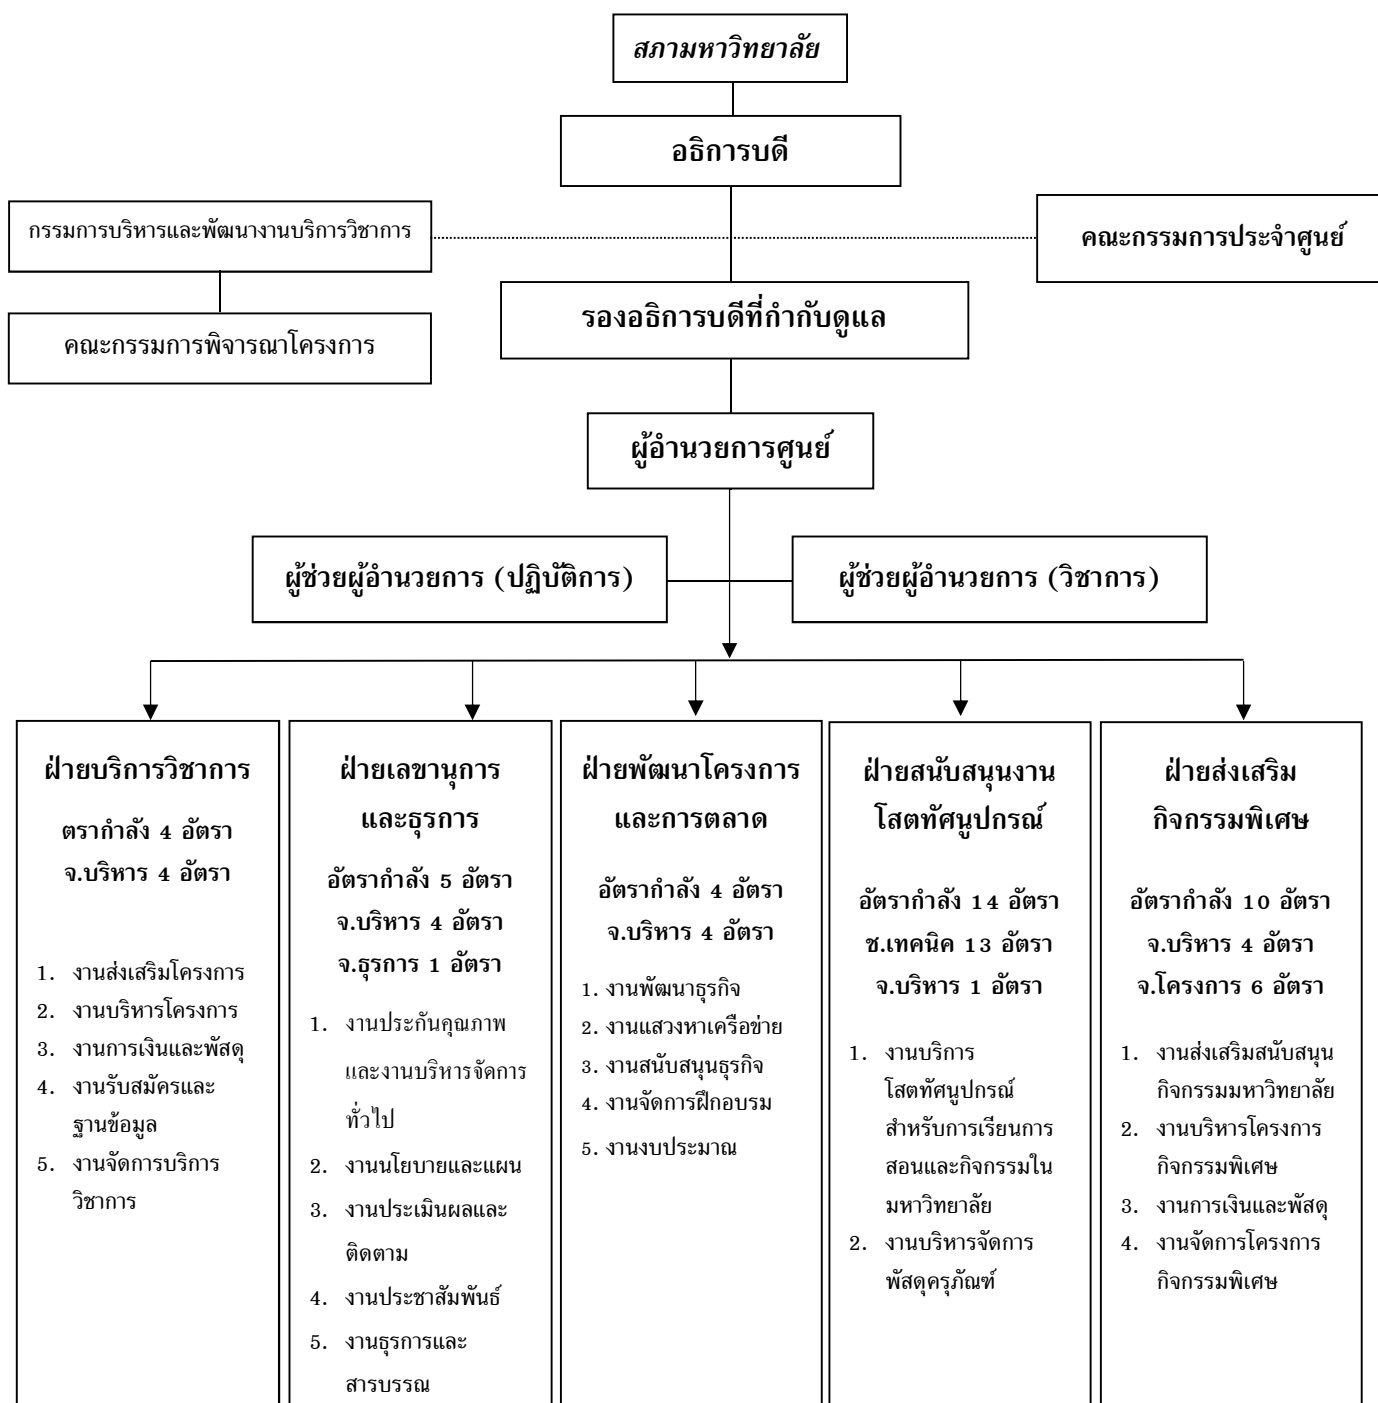 สภามหาวิทยาลัย
อธิการบดี
กรรมการบริหารและพัฒนางานบริการวิชาการ
คณะกรรมการประจำศูนย์
รองอธิการบดีที่กำกับดูแล
คณะกรรมการพิจารณาโครงการ
ผู้อำนวยการศูนย์
ผู้ช่วยผู้อำนวยการ (ปฏิบัติการ)
ผู้ช่วยผู้อำนวยการ (วิชาการ)
ฝ่ายบริการวิชาการ
ตรากำลัง 4 อัตรา
จ.บริหาร 4 อัตรา
1. งานส่งเสริมโครงการ
2. งานบริหารโครงการ
3. งานการเงินและพัสดุ
4. งานรับสมัครและ
ฐานข้อมูล
5. งานจัดการบริการ
วิชาการ
ฝ่ายเลขานุการ
และธุรการ
อัตรากำลัง 5 อัตรา
จ.บริหาร 4 อัตรา
จ.ธุรการ 1 อัตรา
1. งานประกันคุณภาพ
และงานบริหารจัดการ
ทั่วไป
2. งานนโยบายและแผน
3. งานประเมินผลและ
ติดตาม
4. งานประชาสัมพันธ์
5. งานธุรการและ
สารบรรณ
ฝ่ายพัฒนาโครงการ
และการตลาด
อัตรากำลัง 4 อัตรา
จ.บริหาร 4 อัตรา
1. งานพัฒนาธุรกิจ
2. งานแสวงหาเครือข่าย
3. งานสนับสนุนธุรกิจ
4. งานจัดการฝึกอบรม
5. งานงบประมาณ
ฝ่ายสนับสนุนงาน
โสตทัศนูปกรณ์
อัตรากำลัง 14 อัตรา
ช.เทคนิค 13 อัตรา
จ.บริหาร 1 อัตรา
1. งานบริการ
โสตทัศนูปกรณ์
สำหรับการเรียนการ
สอนและกิจกรรมใน
มหาวิทยาลัย
2. งานบริหารจัดการ
พัสดุครุภัณฑ์
ฝ่ายส่งเสริม
กิจกรรมพิเศษ
อัตรากำลัง 10 อัตรา
จ.บริหาร 4 อัตรา
จ.โครงการ 6 อัตรา
1. งานส่งเสริมสนับสนุน
กิจกรรมมหาวิทยาลัย
2. งานบริหารโครงการ
กิจกรรมพิเศษ
3. งานการเงินและพัสดุ
4. งานจัดการโครงการ
กิจกรรมพิเศษ